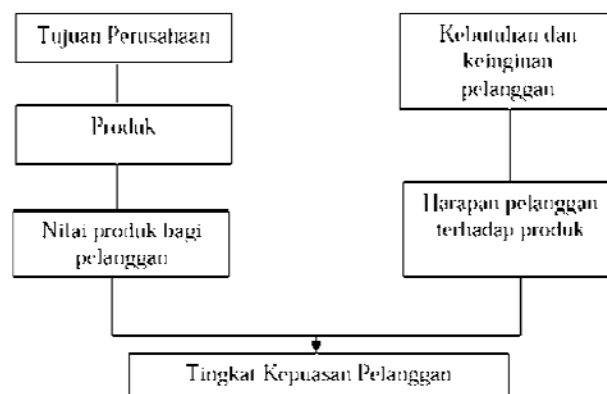 Tujuan Perusahaan
Produk
Nilai produk bagi
pelanggan
Kebutuhan dan
keinginan
pelanggan
Harapan pelanggan
terhadap produk
Tingkat Kepuasan Pelanggan